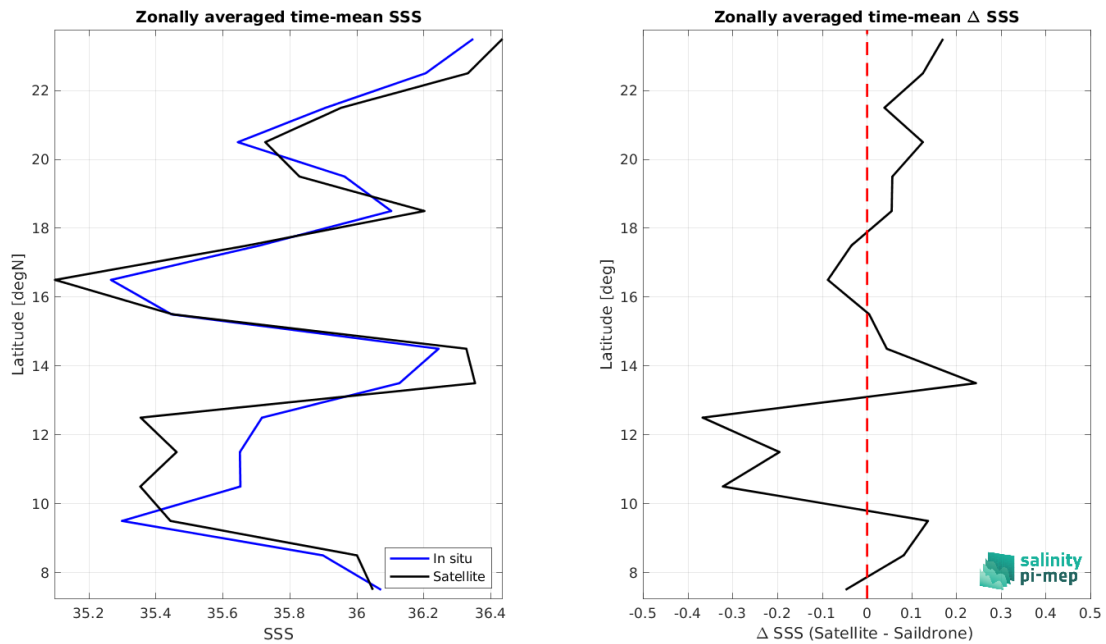 Zonally averaged time-mean SSS
Latitude [degN]
22
20
18
16
14
12
10
8
35.2 35.4 35.6 35.8 36 36.2 36.4
SSS
In situ
Satellite
Zonally averaged time-mean Δ SSS
Latitude [deg]
22
20
18
16
14
12
10
8
-0.5 -0.4 -0.3 -0.2 -0.1 0 0.1 0.2 0.3 0.4 0.5
Δ SSS (Satellite - Saildrone)
salinity
pi-mep